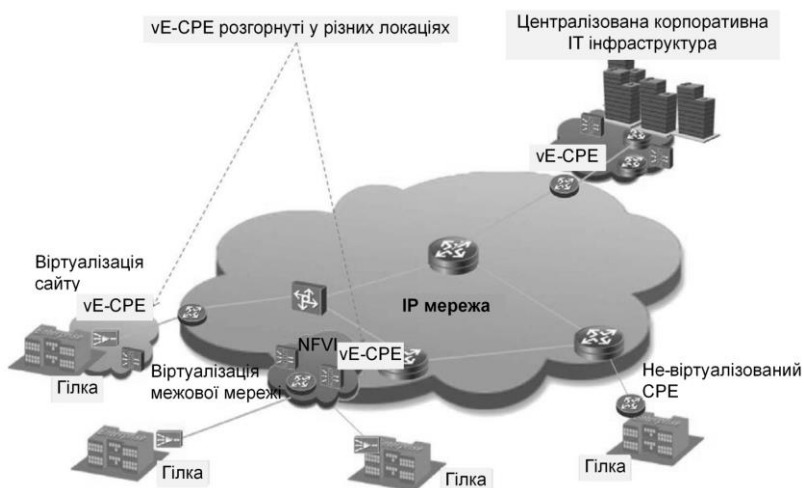 vE-CPE розгорнуті у різних локаціях
Централізована корпоративна
ІТ інфраструктура
vE-CPE
Віртуалізація
сайту
vE-CPE
IP мережа
NFVI
vE-CPE
Гілка
Віртуалізація
межової мережі
Не-віртуалізований
CPE
Гілка
Гілка
Гілка